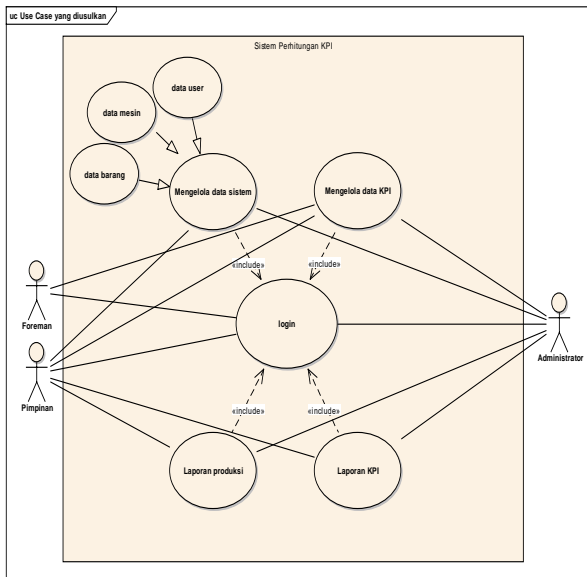 uc Use Case yang diusulkan
Sistem Perhitungan KPI
data user
data mesin
data barang
Mengelola data sistem
Mengelola data KPI
«include»
«include»
Foreman
login
Administrator
Pimpinan
«include»
«include»
Laporan produksi
Laporan KPI